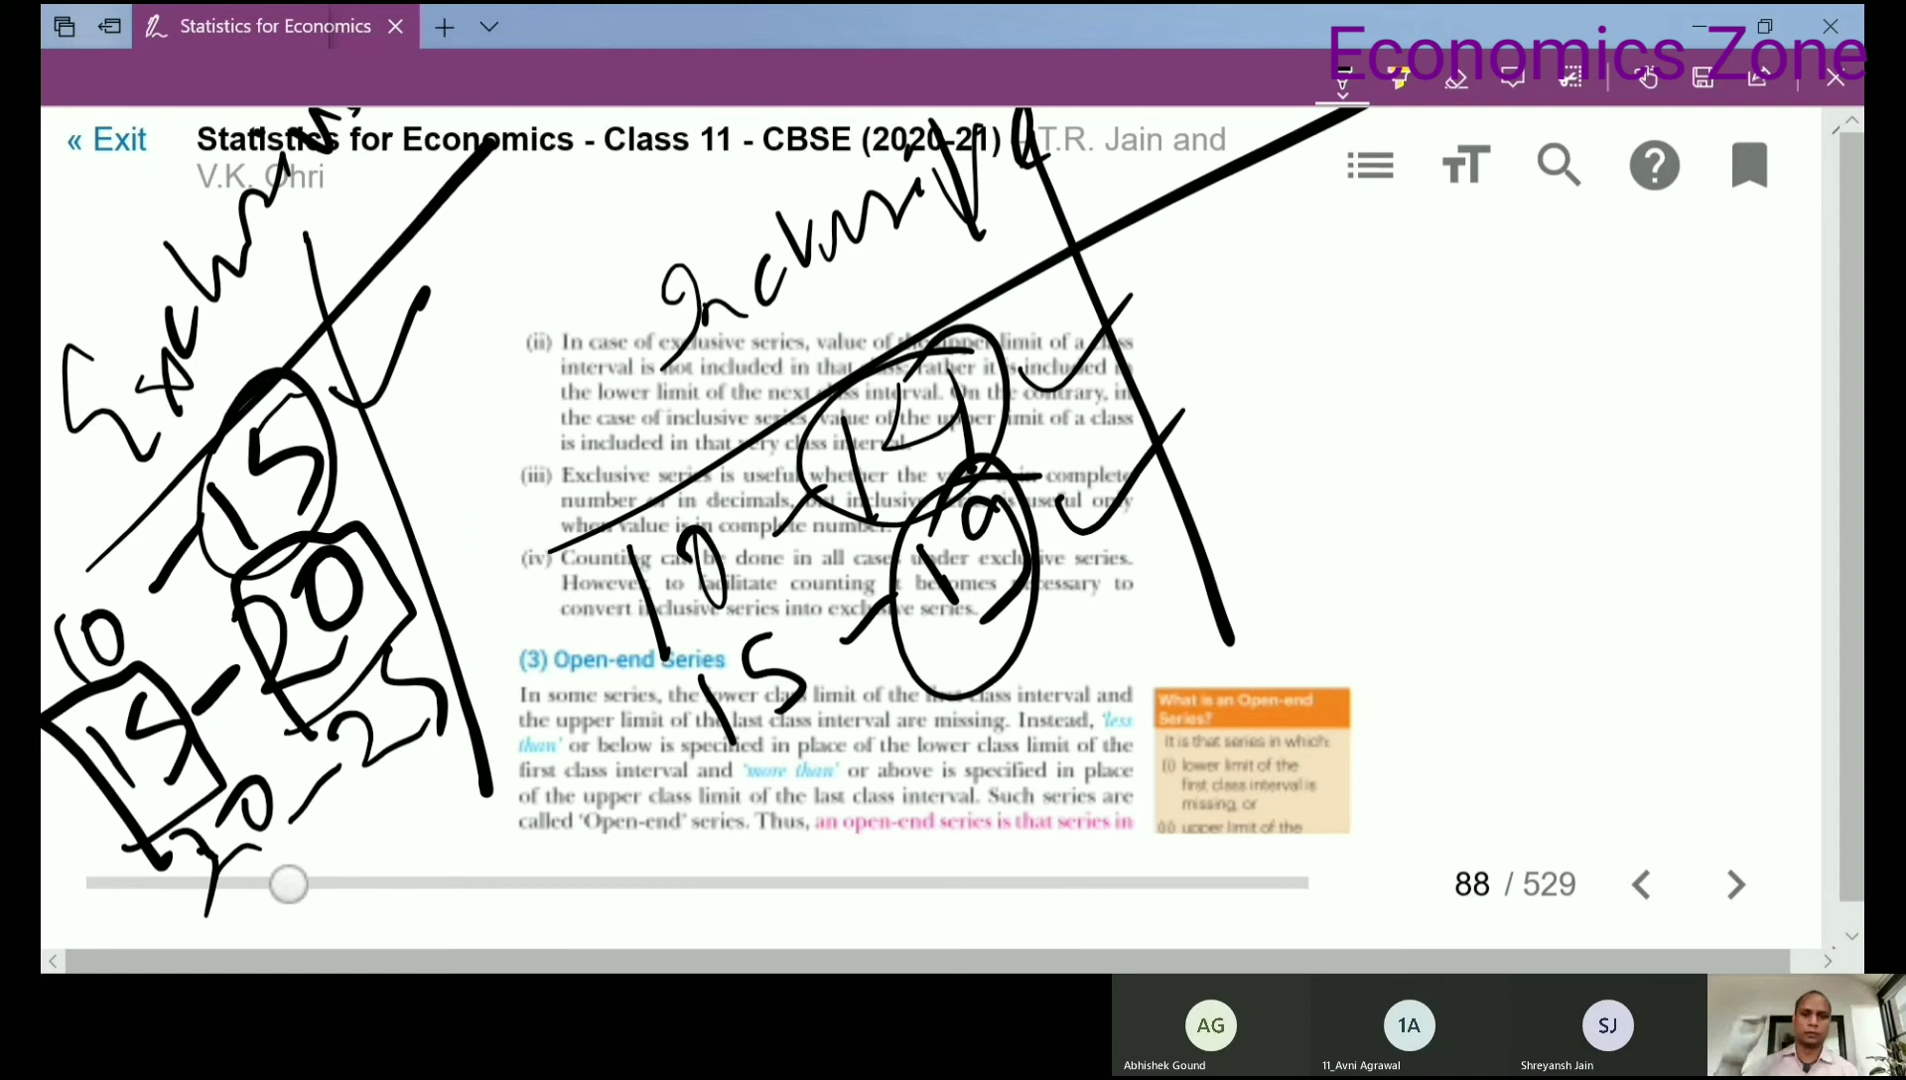 Statistics for Economics
Economics Zone
« Exit
Statistics for Economics - Class 11 - CBSE (2020-21) T.R. Jain and
V.K. Ohri
Exclusive
Inclusive
10 - 15
15 - 20
20 - 25
10 - 14
15 - 19
(ii) In case of exclusive series, value of the upper limit of a class
interval is not included in that class; rather it is included in
the lower limit of the next class interval. On the contrary, in
the case of inclusive series, value of the upper limit of a class
is included in that very class interval.
(iii) Exclusive series is useful whether the in complete
number or in decimals, but inclusive is useful only
when value is in complete number.
(iv) Counting can be done in all cases under exclusive series.
However, to facilitate counting it becomes necessary to
convert inclusive series into exclusive series.
(3) Open-end Series
In some series, the lower class limit of the first class interval and
the upper limit of the last class interval are missing. Instead, 'less
than' or below is specified in place of the lower class limit of the
first class interval and 'more than' or above is specified in place
of the upper class limit of the last class interval. Such series are
called 'Open-end' series. Thus, an open-end series is that series in
What is an Open-end
Series?
It is that series in which:
(i) lower limit of the
first class interval is
missing, or
(ii) upper limit of the
88 / 529
AG
1A
SJ
Abhishek Gound
11_Avni Agrawal
Shreyansh Jain